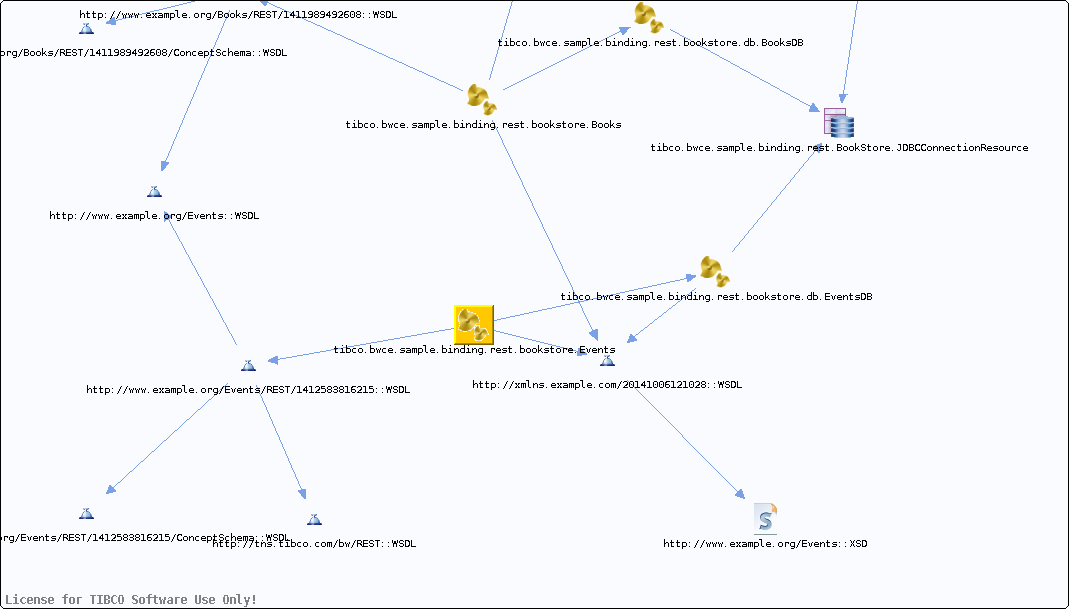 http://www.example.org/Books/REST/1411989492608::WSDL
tibco.bwce.sample.binding.rest.bookstore.db.BooksDB
org/Books/REST/1411989492608/ConceptSchema::WSDL
tibco.bwce.sample.binding.rest.bookstore.Books
tibco.bwce.sample.binding.rest.BookStore.JDBCConnectionResource
http://www.example.org/Events::WSDL
tibco.bwce.sample.binding.rest.bookstore.db.EventsDB
tibco.bwce.sample.binding.rest.bookstore.Events
http://xmlns.example.com/20141006121028::WSDL
http://www.example.org/Events/REST/1412583816215::WSDL
org/Events/REST/1412583816215/ConceptSchema::WSDL
http://tns.tibco.com/bw/REST::WSDL
http://www.example.org/Events::XSD
License for TIBCO Software Use Only!